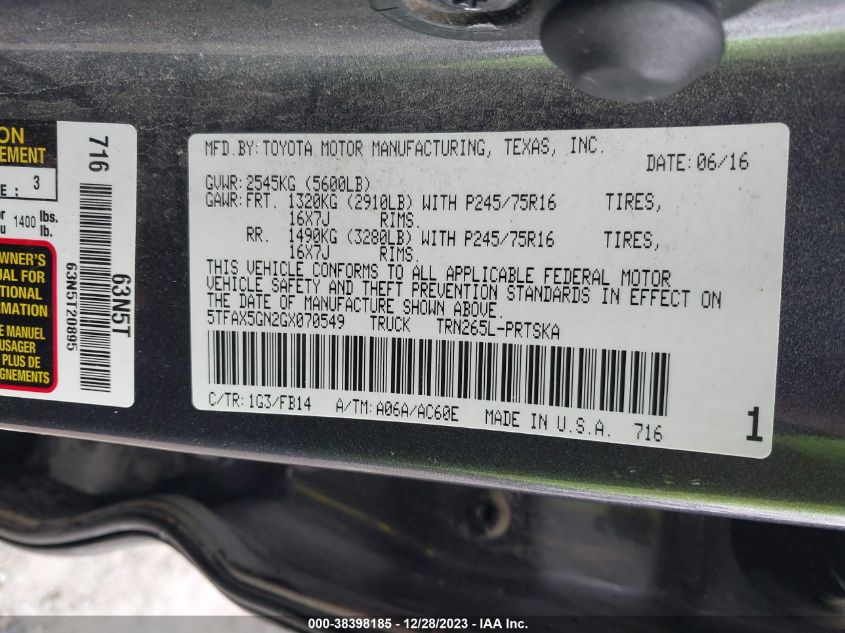 ON
EMENT
E : 3
or
u 1400 lbs.
lb.
WNER'S
UAL FOR
TIONAL
RMATION
E MANUEL
USAGER
PLUS DE
GNEMENTS
716
63N5T
63N5T20895
MFD.BY:TOYOTA MOTOR MANUFACTURING, TEXAS, INC.
DATE:06/16
GVWR:2545KG (5600LB)
GAWR:FRT. 1320KG (2910LB) WITH P245/75R16 TIRES,
16X7J RIMS.
RR. 1490KG (3280LB) WITH P245/75R16 TIRES,
16X7J RIMS.
THIS VEHICLE CONFORMS TO ALL APPLICABLE FEDERAL MOTOR
VEHICLE SAFETY AND THEFT PREVENTION STANDARDS IN EFFECT ON
THE DATE OF MANUFACTURE SHOWN ABOVE.
5TFAX5GN2GX070549 TRUCK TRN265L-PRTSKA
C/TR:1G3/FB14 A/TM:A06A/AC60E MADE IN U.S.A. 716
1
000-38398185 - 12/28/2023 - IAA Inc.